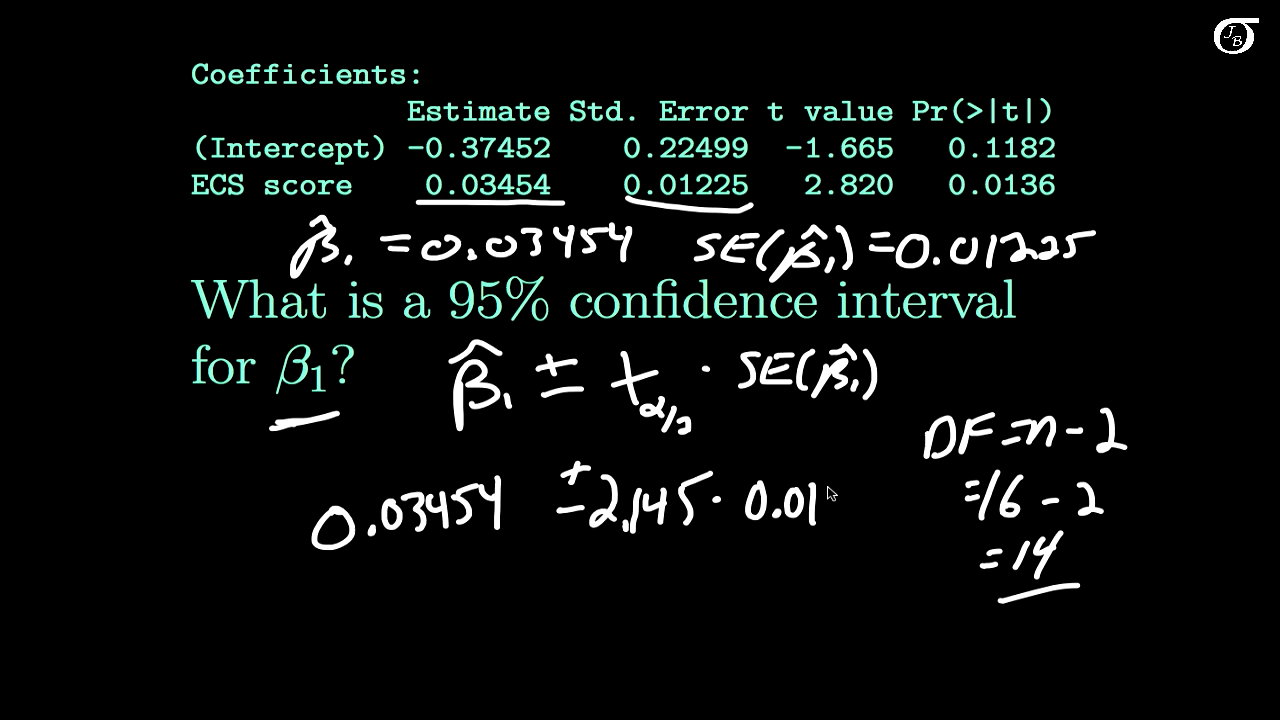 JB
Coefficients:
Estimate Std. Error t value Pr(>|t|)
(Intercept) -0.37452 0.22499 -1.665 0.1182
ECS score 0.03454 0.01225 2.820 0.0136
β̂₁ = 0.03454 SE(β̂₁) = 0.01225
What is a 95% confidence interval
for β₁? β̂₁ ± t_α/2 · SE(β̂₁)
DF = n - 2
0.03454 ± 2.145 · 0.01
= 16 - 2
= 14